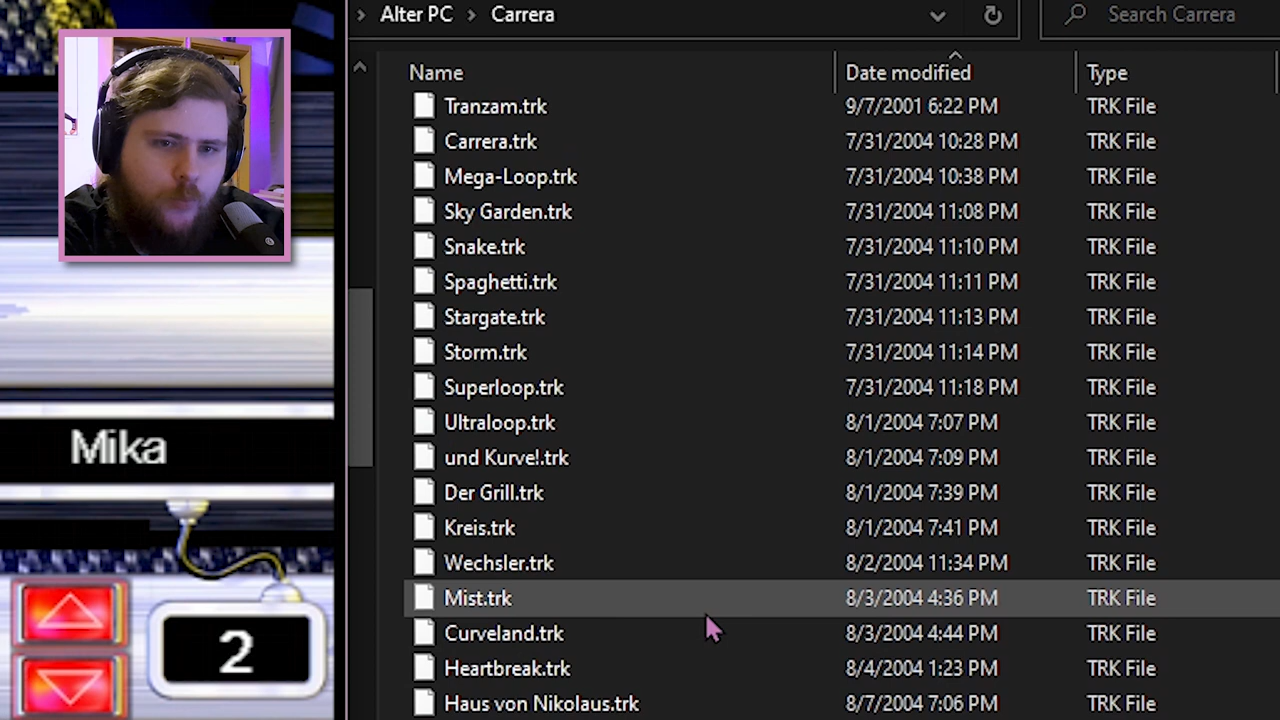 Alter PC > Carrera
Search Carrera
Name Date modified Type
Tranzam.trk 9/7/2001 6:22 PM TRK File
Carrera.trk 7/31/2004 10:28 PM TRK File
Mega-Loop.trk 7/31/2004 10:38 PM TRK File
Sky Garden.trk 7/31/2004 11:08 PM TRK File
Snake.trk 7/31/2004 11:10 PM TRK File
Spaghetti.trk 7/31/2004 11:11 PM TRK File
Stargate.trk 7/31/2004 11:13 PM TRK File
Storm.trk 7/31/2004 11:14 PM TRK File
Superloop.trk 7/31/2004 11:18 PM TRK File
Ultraloop.trk 8/1/2004 7:07 PM TRK File
und Kurve!.trk 8/1/2004 7:09 PM TRK File
Der Grill.trk 8/1/2004 7:39 PM TRK File
Kreis.trk 8/1/2004 7:41 PM TRK File
Wechsler.trk 8/2/2004 11:34 PM TRK File
Mist.trk 8/3/2004 4:36 PM TRK File
Curveland.trk 8/3/2004 4:44 PM TRK File
Heartbreak.trk 8/4/2004 1:23 PM TRK File
Haus von Nikolaus.trk 8/7/2004 7:06 PM TRK File
Mika
2